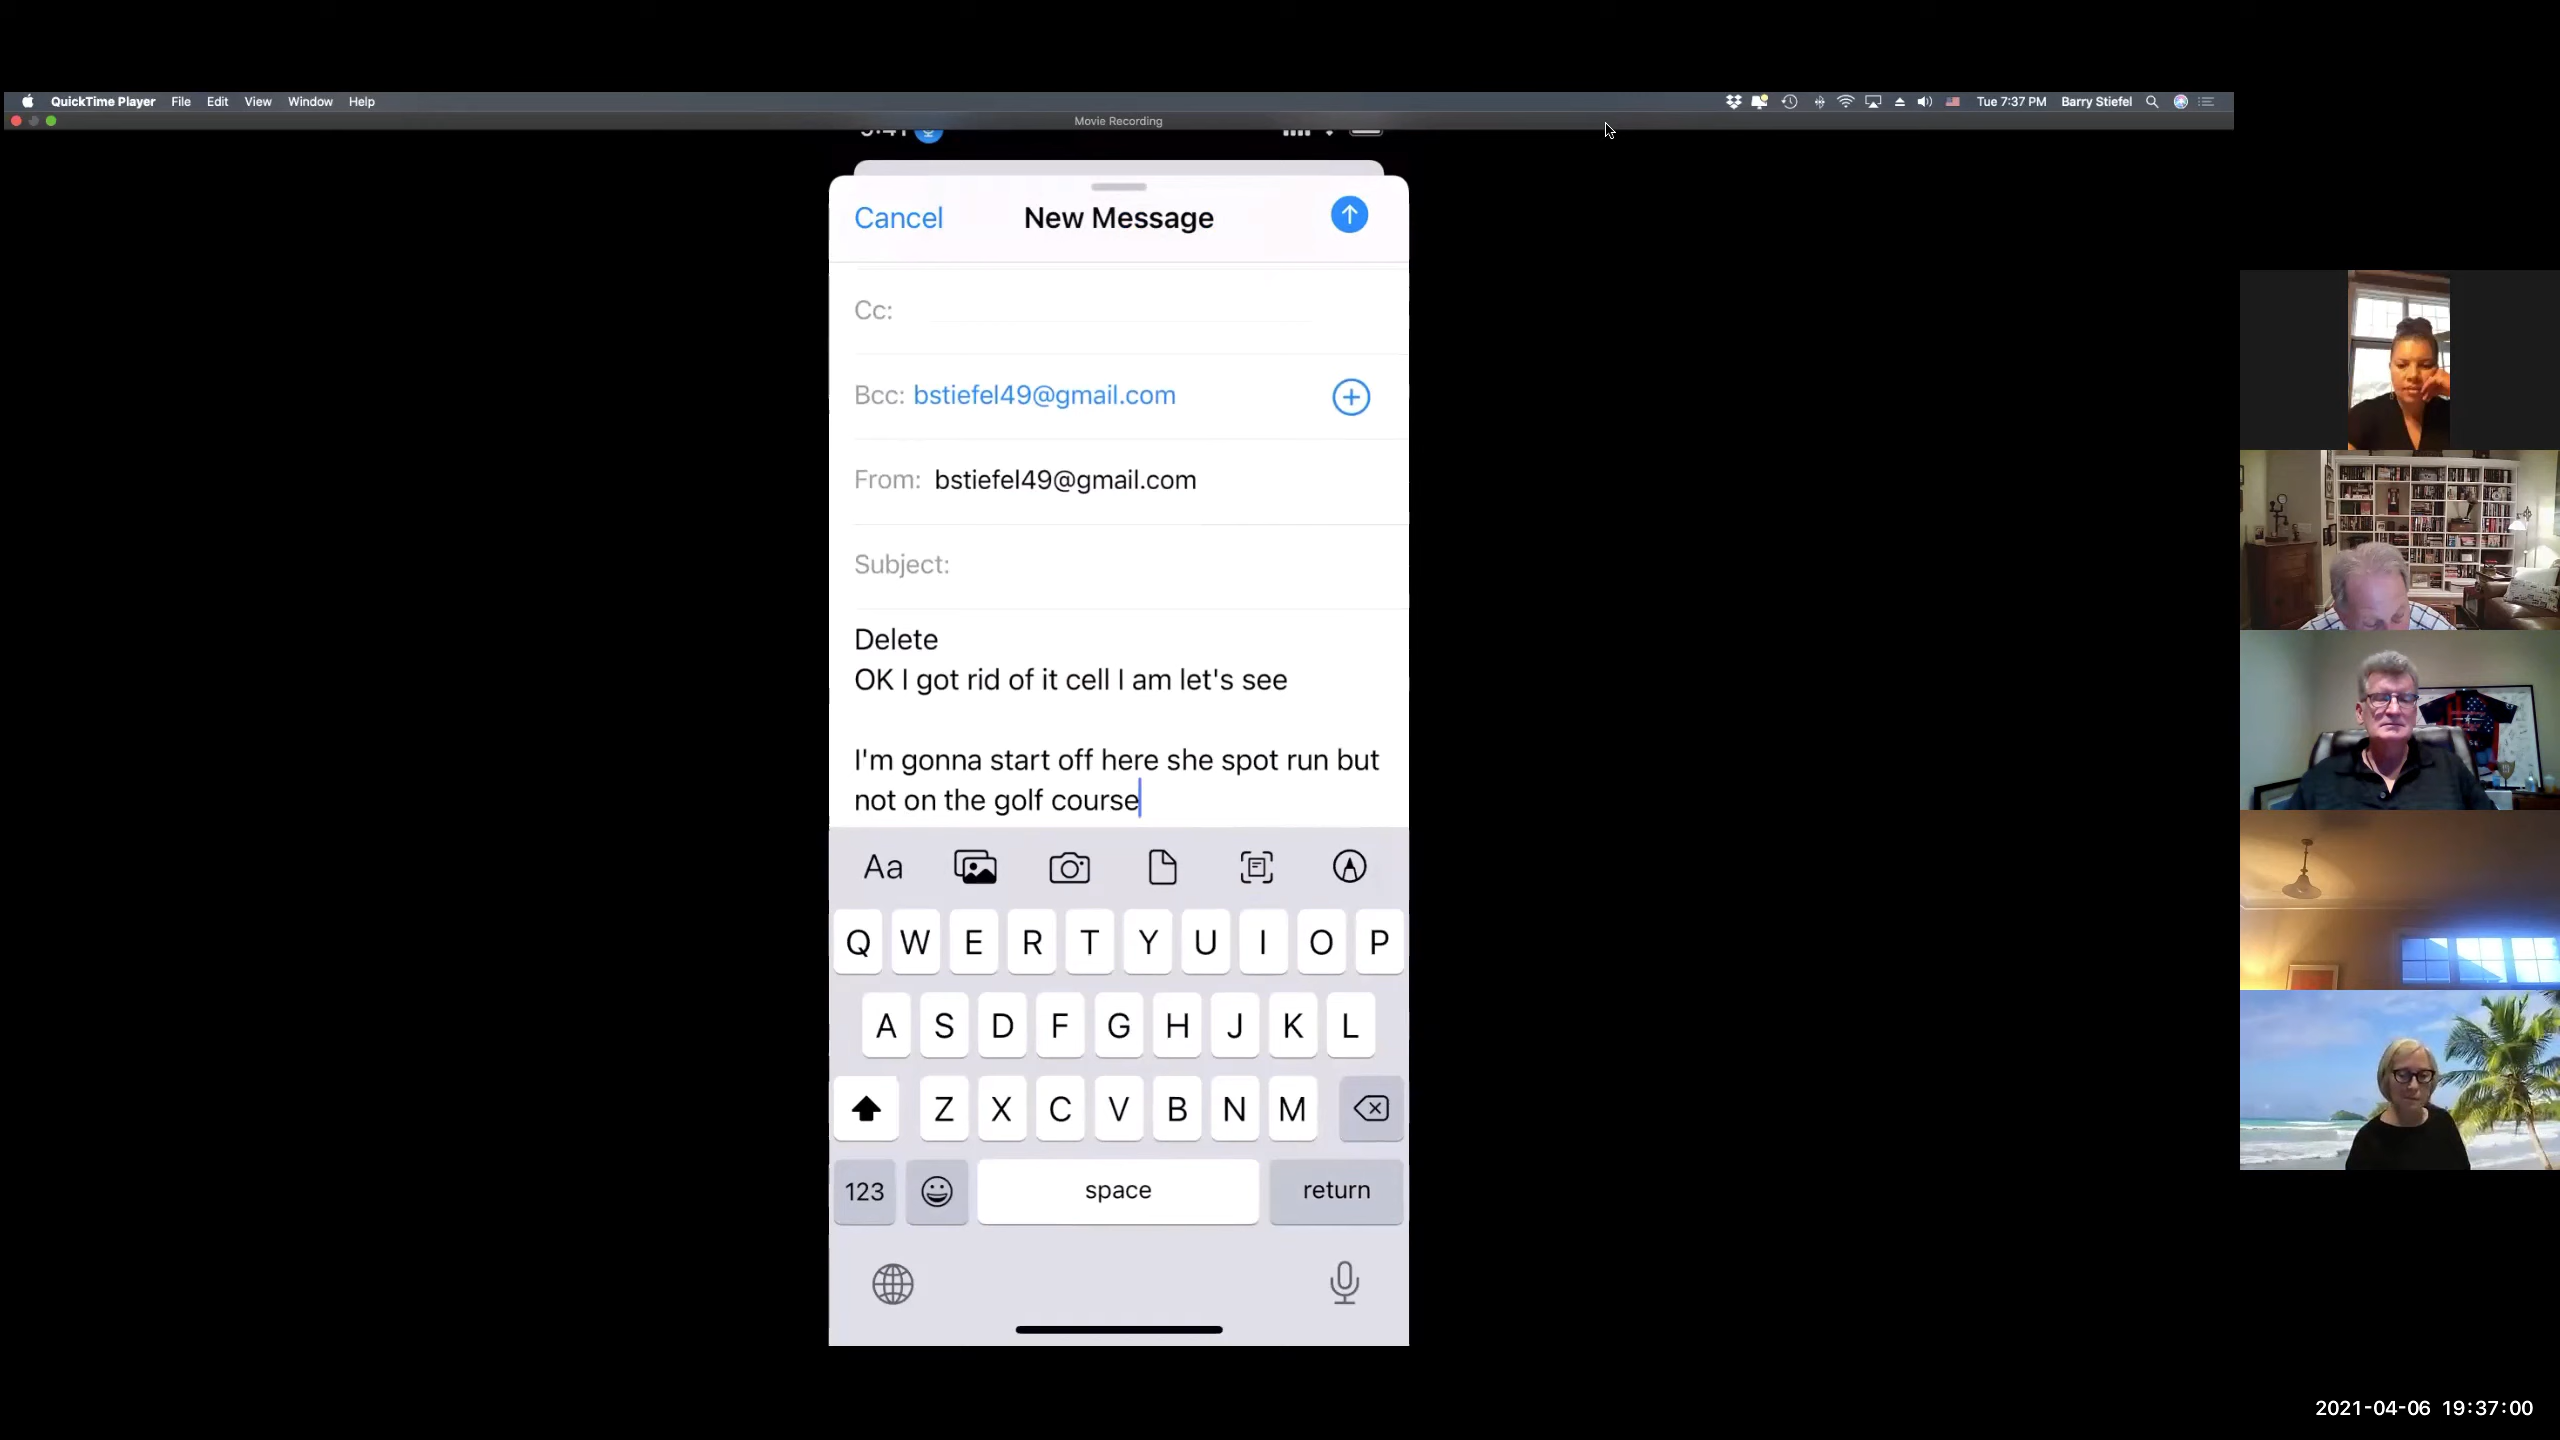 QuickTime Player File Edit View Window Help Tue 7:37 PM Barry Stiefel
Movie Recording
Cancel New Message
Cc:
Bcc: bstiefel49@gmail.com
From: bstiefel49@gmail.com
Subject:
Delete
OK I got rid of it cell I am let's see
I'm gonna start off here she spot run but
not on the golf course
Aa
Q W E R T Y U I O P
A S D F G H J K L
Z X C V B N M
123 space return
2021-04-06 19:37:00